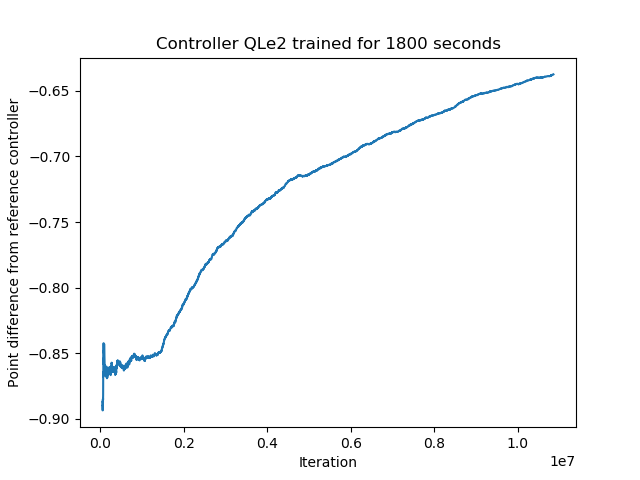 Controller QLe2 trained for 1800 seconds
Point difference from reference controller
−0.65
−0.70
−0.75
−0.80
−0.85
−0.90
0.0 0.2 0.4 0.6 0.8 1.0
1e7
Iteration